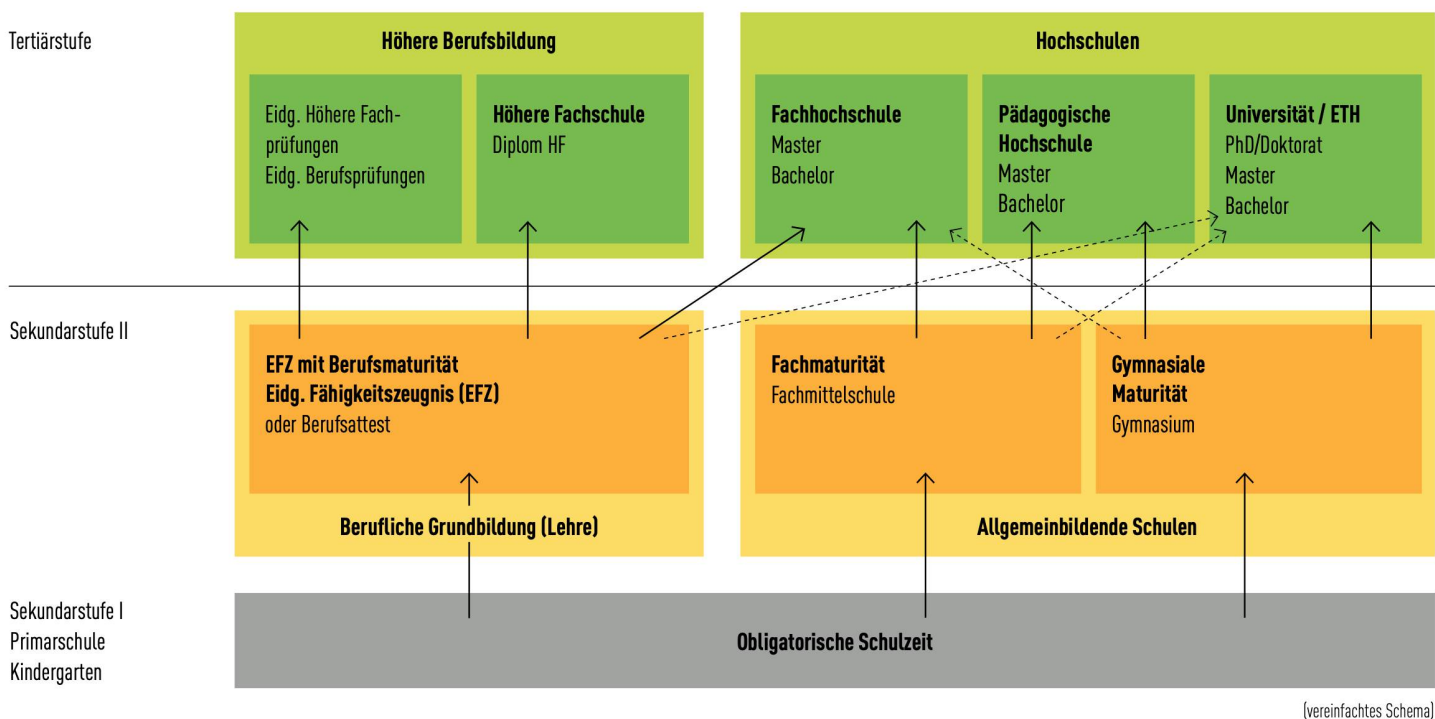 Tertiärstufe
Höhere Berufsbildung
Hochschulen
Eidg. Höhere Fach-
prüfungen
Eidg. Berufsprüfungen
Höhere Fachschule
Diplom HF
Fachhochschule
Master
Bachelor
Pädagogische
Hochschule
Master
Bachelor
Universität / ETH
PhD/Doktorat
Master
Bachelor
Sekundarstufe II
EFZ mit Berufsmaturität
Eidg. Fähigkeitszeugnis (EFZ)
oder Berufsattest
Fachmaturität
Fachmittelschule
Gymnasiale
Maturität
Gymnasium
Berufliche Grundbildung (Lehre)
Allgemeinbildende Schulen
Sekundarstufe I
Primarschule
Kindergarten
Obligatorische Schulzeit
(vereinfachtes Schema)